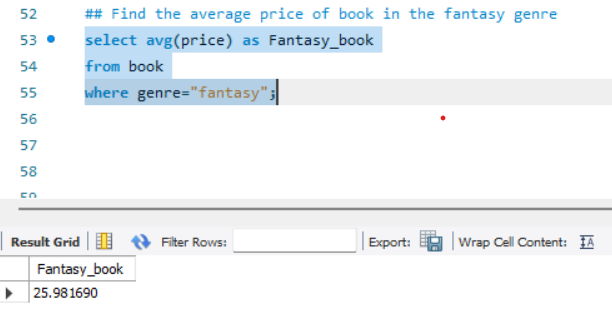 52 ## Find the average price of book in the fantasy genre
53 select avg(price) as Fantasy_book
54 from book
55 where genre="fantasy";
56
57
58
59
Result Grid Filter Rows: Export: Wrap Cell Content: IA
Fantasy_book
25.981690